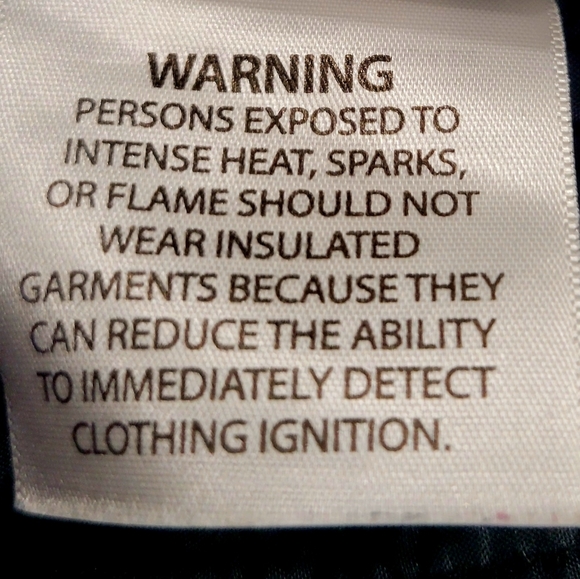 WARNING
PERSONS EXPOSED TO
INTENSE HEAT, SPARKS,
OR FLAME SHOULD NOT
WEAR INSULATED
GARMENTS BECAUSE THEY
CAN REDUCE THE ABILITY
TO IMMEDIATELY DETECT
CLOTHING IGNITION.